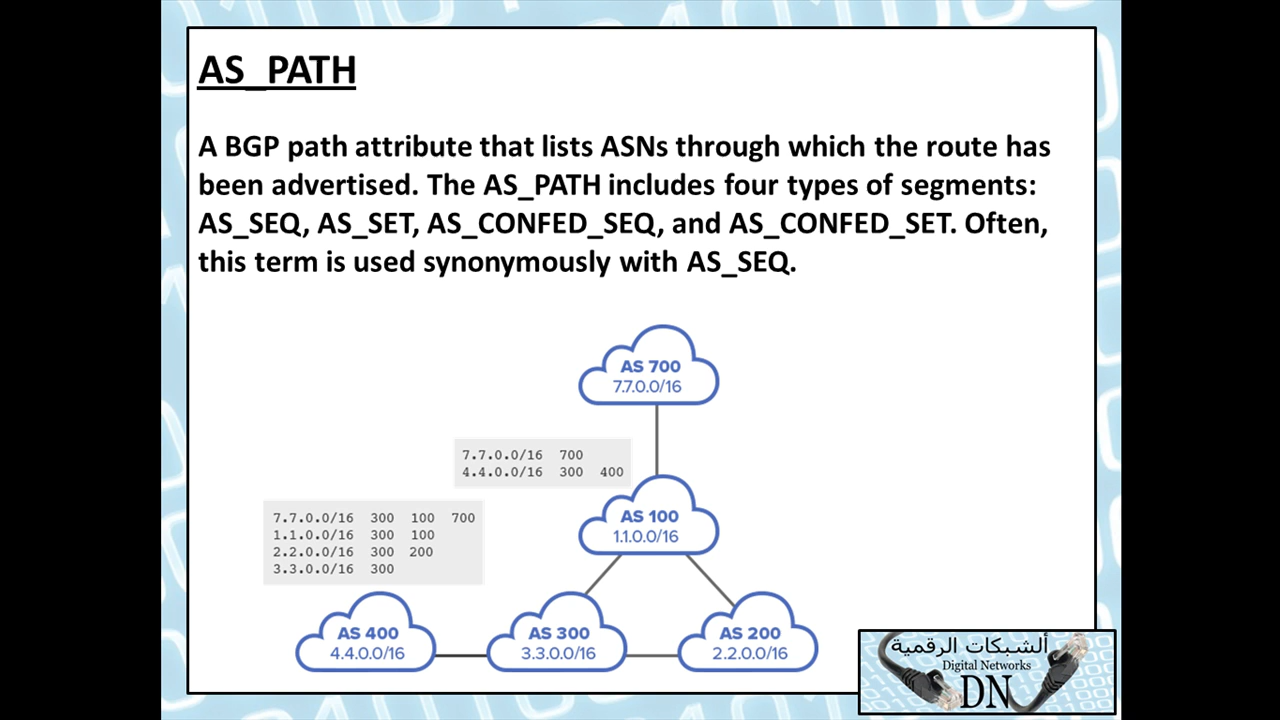 AS_PATH
A BGP path attribute that lists ASNs through which the route has
been advertised. The AS_PATH includes four types of segments:
AS_SEQ, AS_SET, AS_CONFED_SEQ, and AS_CONFED_SET. Often,
this term is used synonymously with AS_SEQ.
AS 700
7.7.0.0/16
7.7.0.0/16 700
4.4.0.0/16 300 400
AS 100
1.1.0.0/16
7.7.0.0/16 300 100 700
1.1.0.0/16 300 100
2.2.0.0/16 300 200
3.3.0.0/16 300
AS 400
4.4.0.0/16
AS 300
3.3.0.0/16
AS 200
2.2.0.0/16
ألشبكات الرقمية
Digital Networks
DN